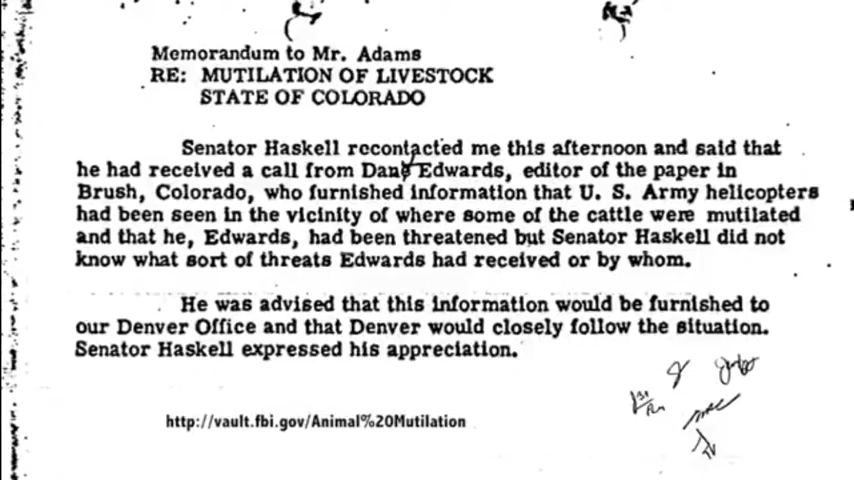 Memorandum to Mr. Adams
RE: MUTILATION OF LIVESTOCK
STATE OF COLORADO
Senator Haskell recontacted me this afternoon and said that
he had received a call from Dane Edwards, editor of the paper in
Brush, Colorado, who furnished information that U. S. Army helicopters
had been seen in the vicinity of where some of the cattle were mutilated
and that he, Edwards, had been threatened but Senator Haskell did not
know what sort of threats Edwards had received or by whom.
He was advised that this information would be furnished to
our Denver Office and that Denver would closely follow the situation.
Senator Haskell expressed his appreciation.
http://vault.fbi.gov/Animal%20Mutilation